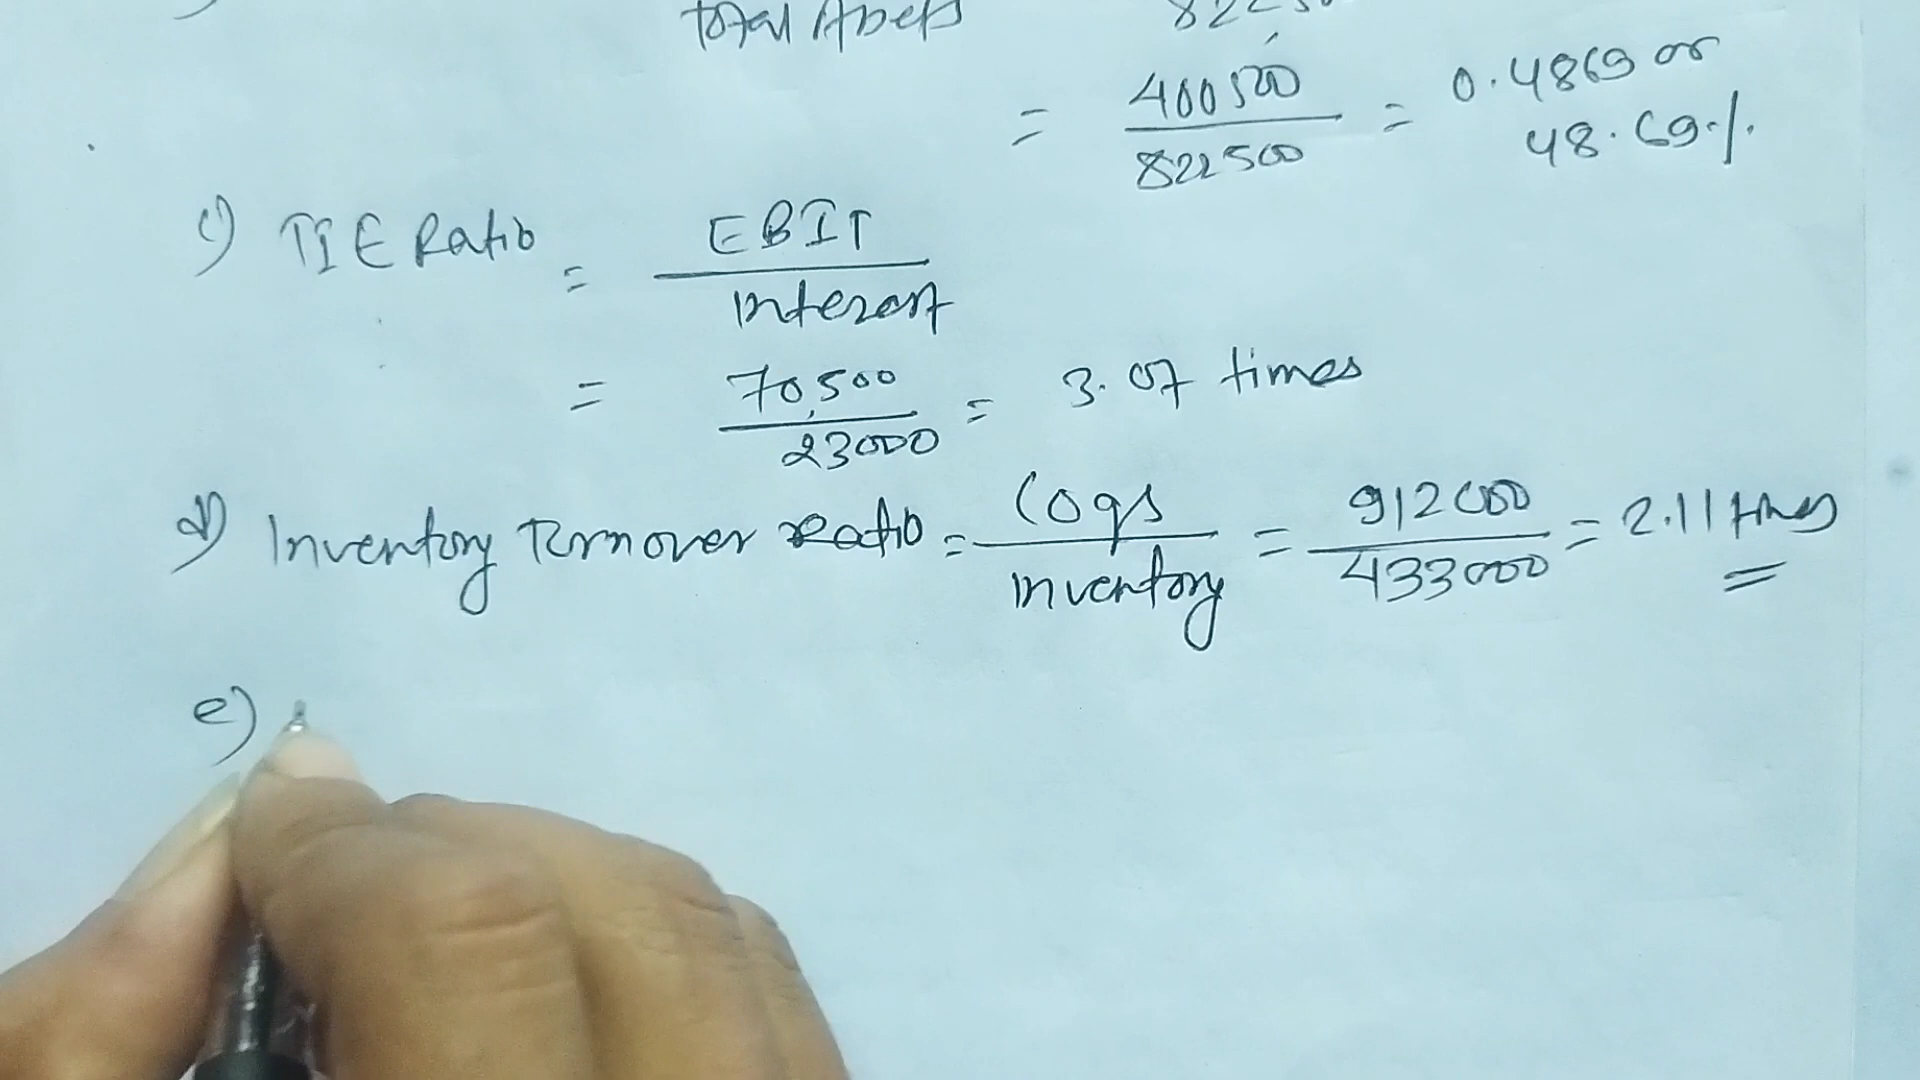 Total Assets
= 400500 / 822500 = 0.4869 or
48.69%
c) TIE Ratio = EBIT / Interest
= 70,500 / 23000 = 3.07 times
d) Inventory Turnover Ratio = Cogs / inventory = 912000 / 433000 = 2.11 times
=
e)